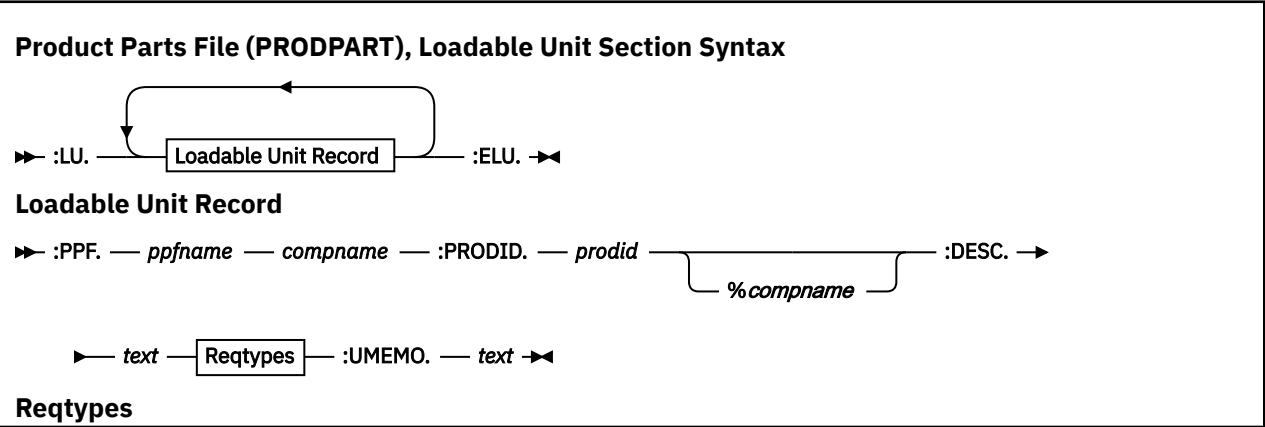 Product Parts File (PRODPART), Loadable Unit Section Syntax
:LU. Loadable Unit Record :ELU.
Loadable Unit Record
:PPF. ppfname compname :PRODID. prodid %compname :DESC.
text Reqtypes :UMEMO. text
Reqtypes